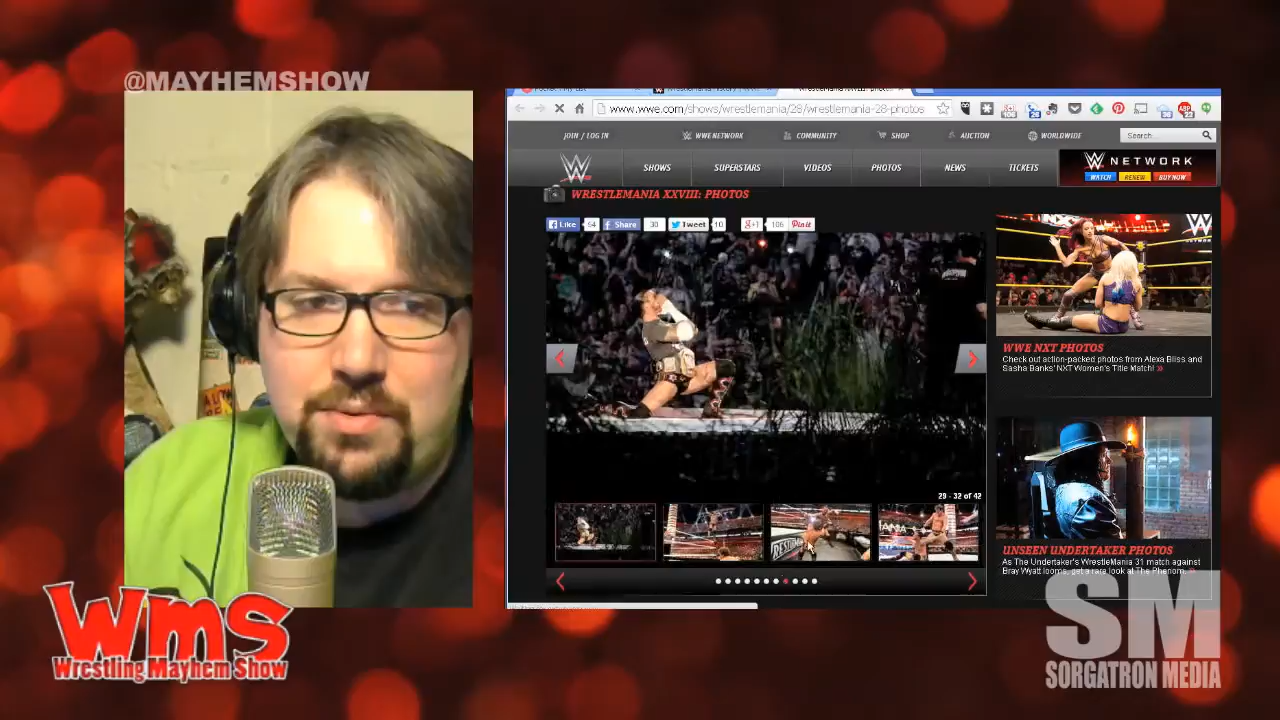 @MAYHEMSHOW
www.wwe.com/shows/wrestlemania/28/wrestlemania-28-photos
JOIN / LOG IN
WWE NETWORK
COMMUNITY
SHOP
AUCTION
WORLDWIDE
Search...
SHOWS
SUPERSTARS
VIDEOS
PHOTOS
NEWS
TICKETS
NETWORK
WATCH RENEW BUY NOW
WRESTLEMANIA XXVIII: PHOTOS
Like 54 Share 30 Tweet 10 g+1 106 Pin it
29 - 32 of 42
WWE NXT PHOTOS
Check out action-packed photos from Alexa Bliss and
Sasha Banks' NXT Women's Title Match! »
UNSEEN UNDERTAKER PHOTOS
As The Undertaker's WrestleMania 31 match against
Bray Wyatt looms, get a rare look at The Phenom. »
wms
Wrestling Mayhem Show
SM
SORGATRON MEDIA